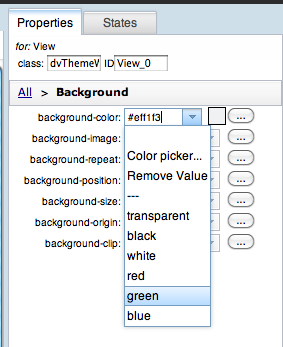 Properties States
for: View
class: dvThemeW ID View_0
All > Background
background-color: #eff1f3 ...
Color picker...
Remove Value
---
transparent
black
white
red
green
blue
background-image: ...
background-repeat: ...
background-position: ...
background-size: ...
background-origin: ...
background-clip: ...